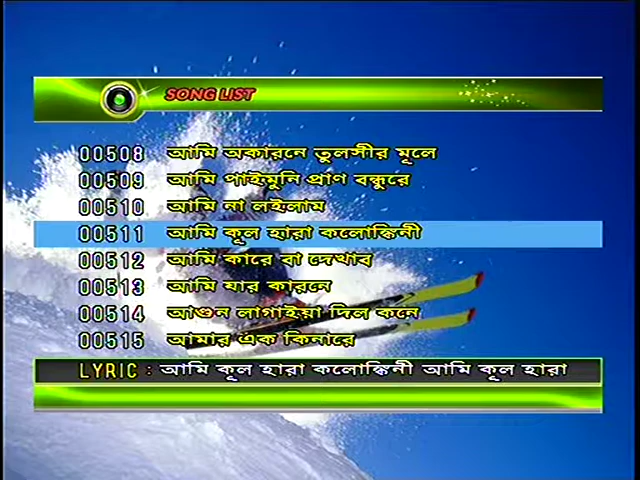 SONG LIST
00508 আমি অকারনে তুলসীর মূলে
00509 আমি পাইমুনি প্রাণ বন্ধুরে
00510 আমি না লইলাম
00511 আমি কূল হারা কলোঙ্কিনী
00512 আমি কারে বা দেখাব
00513 আমি যার কারনে
00514 আগুন লাগাইয়া দিল কনে
00515 আমার এক কিনারে
LYRIC : আমি কূল হারা কলোঙ্কিনী আমি কূল হারা